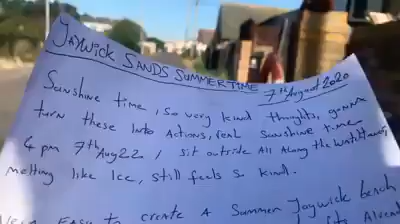 JAYWICK SANDS SUMMERTIME
7th August 2020
Sunshine time, so very kind thoughts, gonna
turn these into Actions, real Sunshine time
4 pm 7th Aug 22 / sit outside All Along the
melting like Ice, still feels so kind.
EASY to create A Summer Jaywick bench